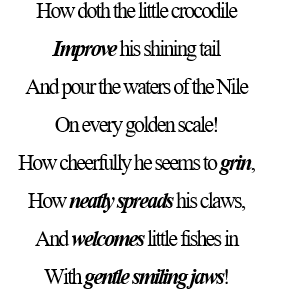 How doth the little crocodile
Improve his shining tail
And pour the waters of the Nile
On every golden scale!
How cheerfully he seems to grin,
How neatly spreads his claws,
And welcomes little fishes in
With gentle smiling jaws!